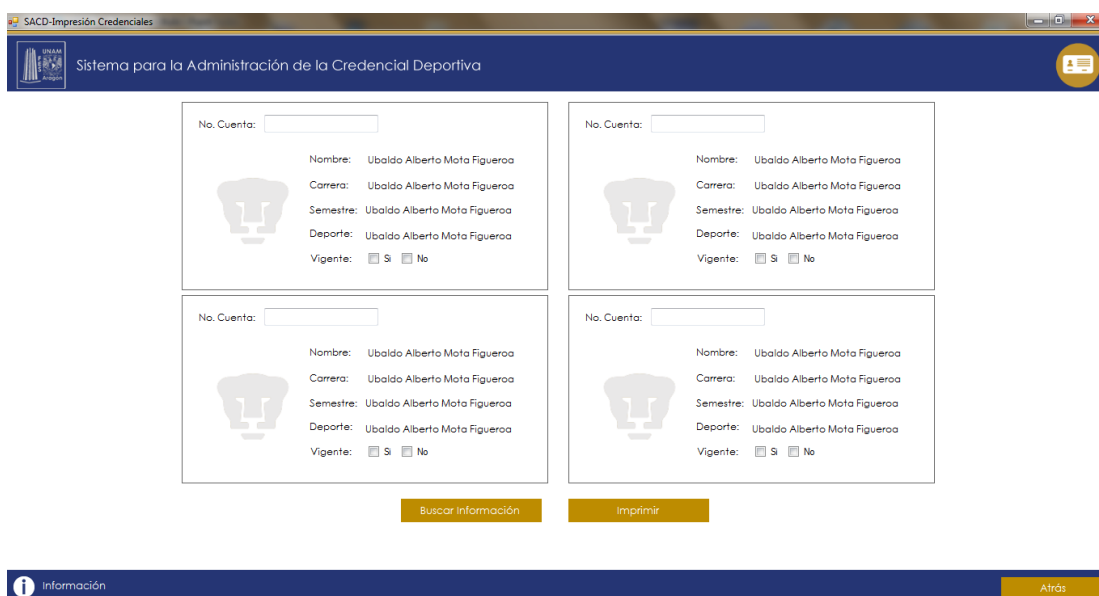 SACD-Impresión Credenciales
UNAM
Aragón
Sistema para la Administración de la Credencial Deportiva
No. Cuenta:
Nombre: Ubaldo Alberto Mota Figueroa
Carrera: Ubaldo Alberto Mota Figueroa
Semestre: Ubaldo Alberto Mota Figueroa
Deporte: Ubaldo Alberto Mota Figueroa
Vigente: Si No
No. Cuenta:
Nombre: Ubaldo Alberto Mota Figueroa
Carrera: Ubaldo Alberto Mota Figueroa
Semestre: Ubaldo Alberto Mota Figueroa
Deporte: Ubaldo Alberto Mota Figueroa
Vigente: Si No
No. Cuenta:
Nombre: Ubaldo Alberto Mota Figueroa
Carrera: Ubaldo Alberto Mota Figueroa
Semestre: Ubaldo Alberto Mota Figueroa
Deporte: Ubaldo Alberto Mota Figueroa
Vigente: Si No
No. Cuenta:
Nombre: Ubaldo Alberto Mota Figueroa
Carrera: Ubaldo Alberto Mota Figueroa
Semestre: Ubaldo Alberto Mota Figueroa
Deporte: Ubaldo Alberto Mota Figueroa
Vigente: Si No
Buscar Información
Imprimir
Información
Atrás